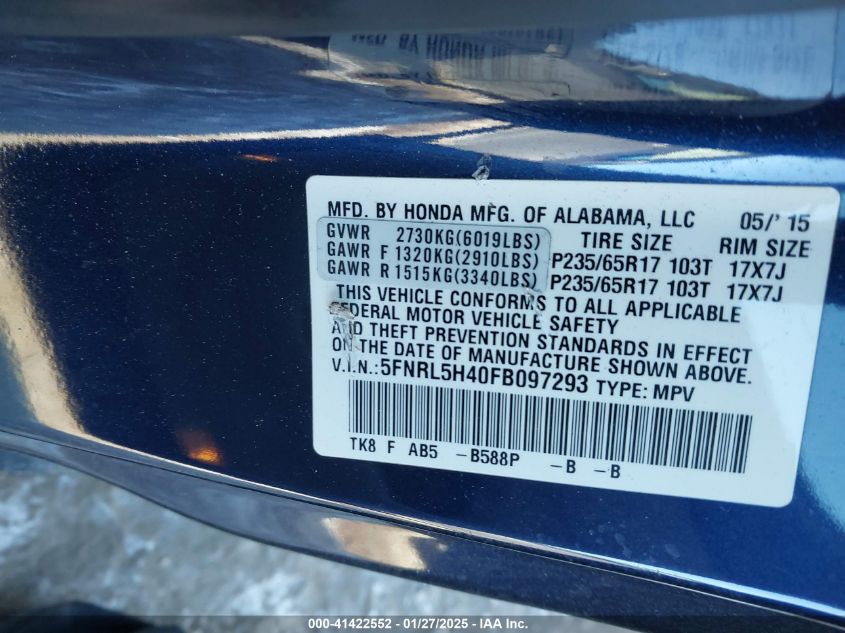 MFD. BY HONDA MFG. OF ALABAMA, LLC 05/'15
GVWR 2730KG(6019LBS) TIRE SIZE RIM SIZE
GAWR F 1320KG(2910LBS) P235/65R17 103T 17X7J
GAWR R 1515KG(3340LBS) P235/65R17 103T 17X7J
THIS VEHICLE CONFORMS TO ALL APPLICABLE
FEDERAL MOTOR VEHICLE SAFETY
AND THEFT PREVENTION STANDARDS IN EFFECT
ON THE DATE OF MANUFACTURE SHOWN ABOVE.
V.I.N.:5FNRL5H40FB097293 TYPE: MPV
TK8 F AB5 -B588P -B -B
000-41422552 - 01/27/2025 - IAAI.COM